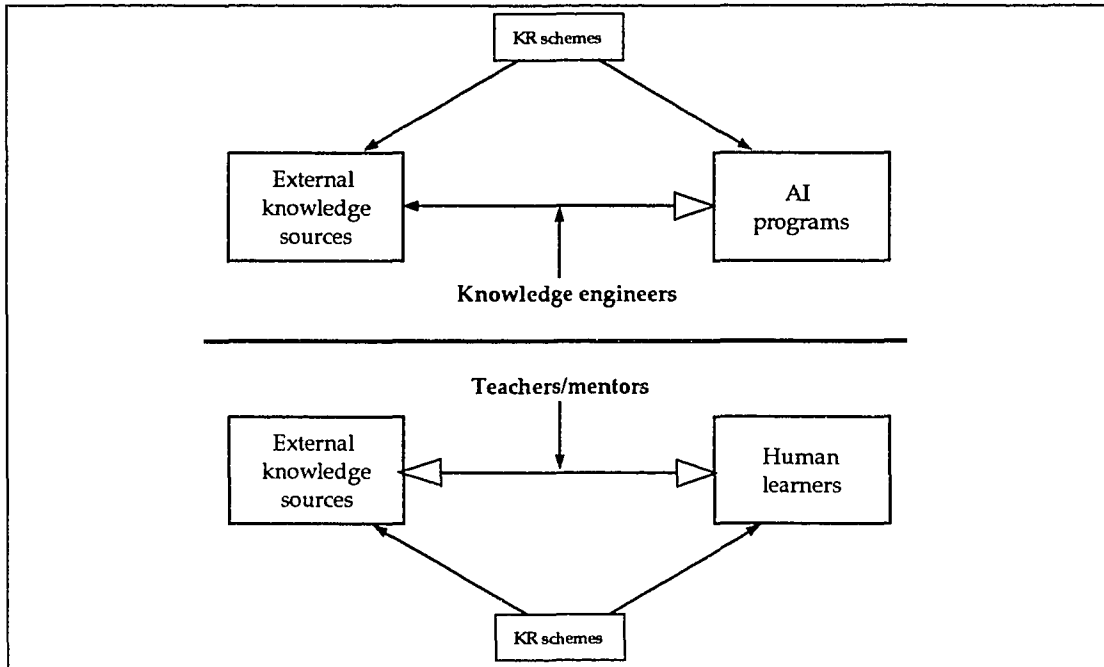 KR schemes
External
knowledge
sources
AI
programs
Knowledge engineers
Teachers/mentors
External
knowledge
sources
Human
learners
KR schemes